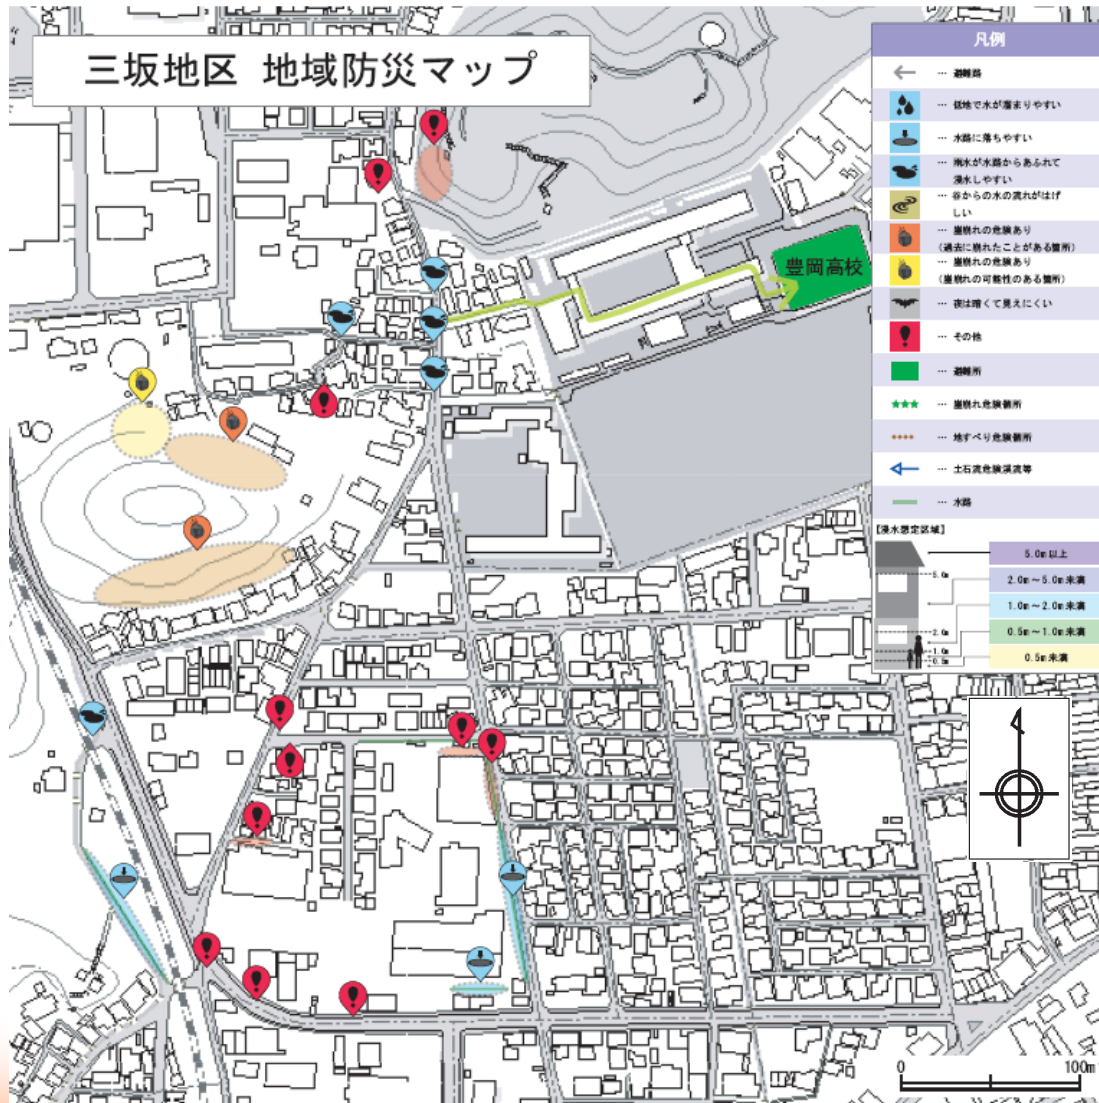 三坂地区 地域防災マップ
豊岡高校
凡例
… 避難路
… 低地で水が溜まりやすい
… 水路に落ちやすい
… 雨水が水路からあふれて
浸水しやすい
… 谷からの水の流れがはげ
しい
… 崖崩れの危険あり
(過去に崩れたことがある箇所)
… 崖崩れの危険あり
(崖崩れの可能性のある箇所)
… 夜は暗くて見えにくい
… その他
… 避難所
… 崖崩れ危険箇所
… 地すべり危険箇所
… 土石流危険渓流等
… 水路
【浸水想定区域】
5.0m以上
5.0m
2.0m～5.0m未満
1.0m～2.0m未満
2.0m
0.5m～1.0m未満
1.0m
0.5m
0.5m未満
0 100m